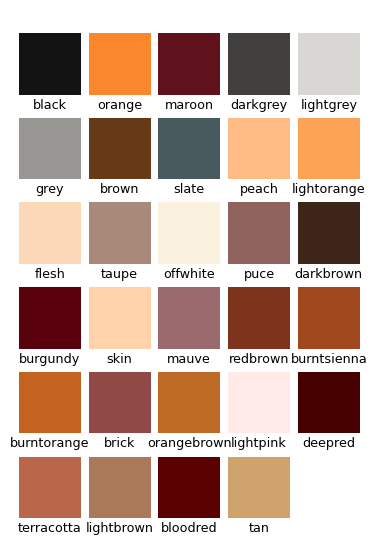 black orange maroon darkgrey lightgrey
grey brown slate peach lightorange
flesh taupe offwhite puce darkbrown
burgundy skin mauve redbrown burntsienna
burntorange brick orangebrown lightpink deepred
terracotta lightbrown bloodred tan